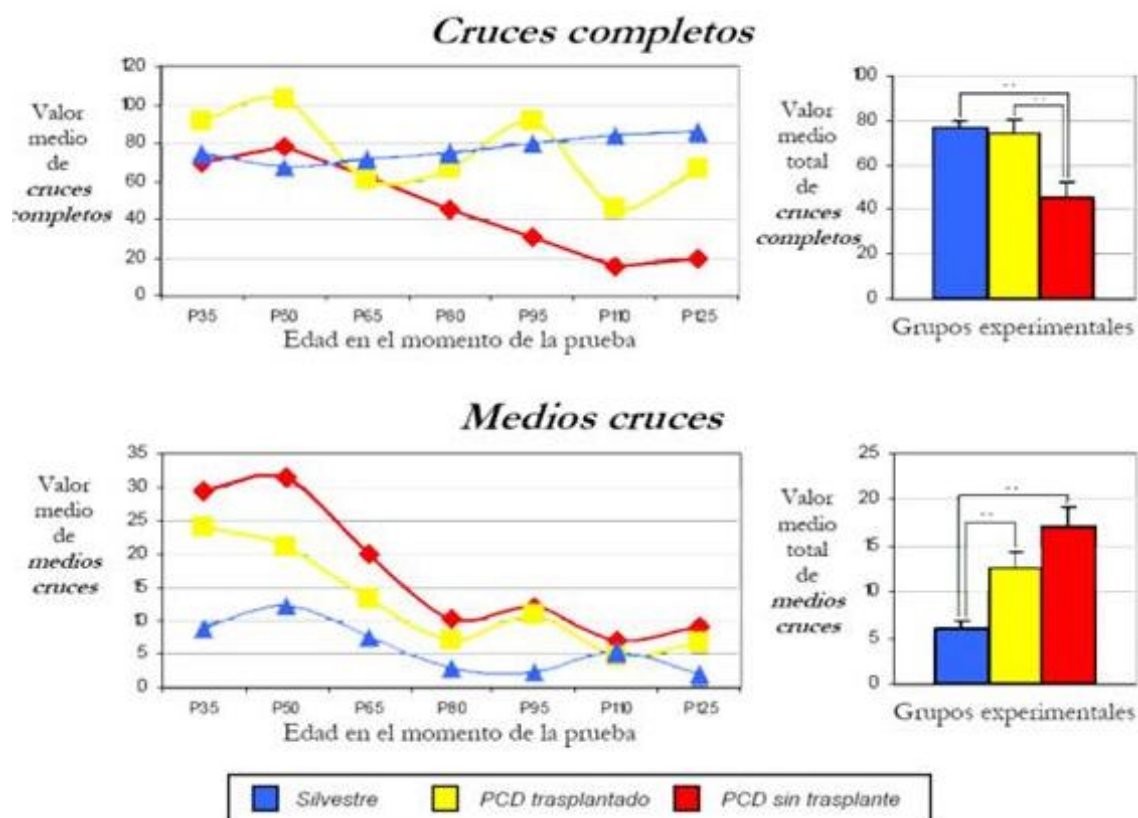 Cruces completos
Valor
medio
de
cruces
completos
120
100
80
60
40
20
0
P35 P50 P65 P80 P95 P110 P125
Edad en el momento de la prueba
Valor
medio
total
de
cruces
completos
100
80
60
40
20
0
Grupos experimentales
Medios cruces
Valor
medio
de
medios
cruces
35
30
25
20
15
10
5
0
P35 P50 P65 P80 P95 P110 P125
Edad en el momento de la prueba
Valor
medio
total
de
medios
cruces
25
20
15
10
5
0
Grupos experimentales
Silvestre PCD trasplantado PCD sin trasplante